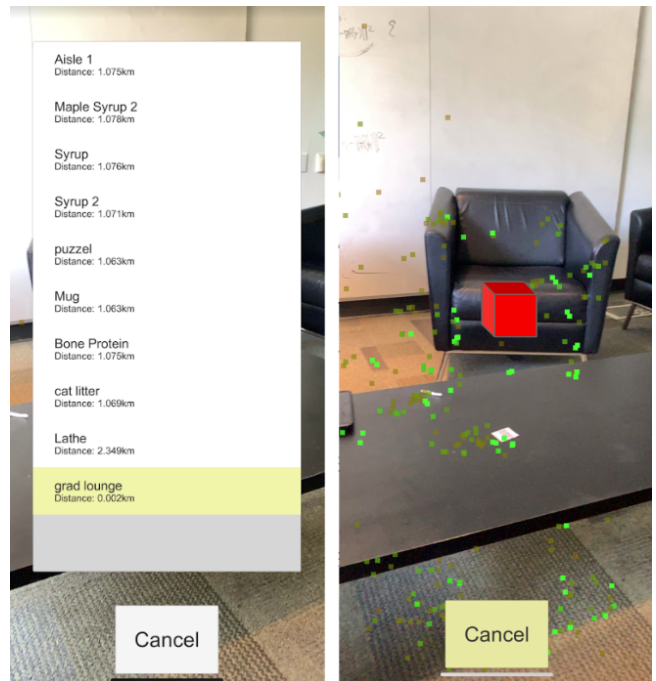 Aisle 1
Distance: 1.075km
Maple Syrup 2
Distance: 1.078km
Syrup
Distance: 1.076km
Syrup 2
Distance: 1.071km
puzzel
Distance: 1.063km
Mug
Distance: 1.063km
Bone Protein
Distance: 1.075km
cat litter
Distance: 1.069km
Lathe
Distance: 2.349km
grad lounge
Distance: 0.002km
Cancel
Cancel